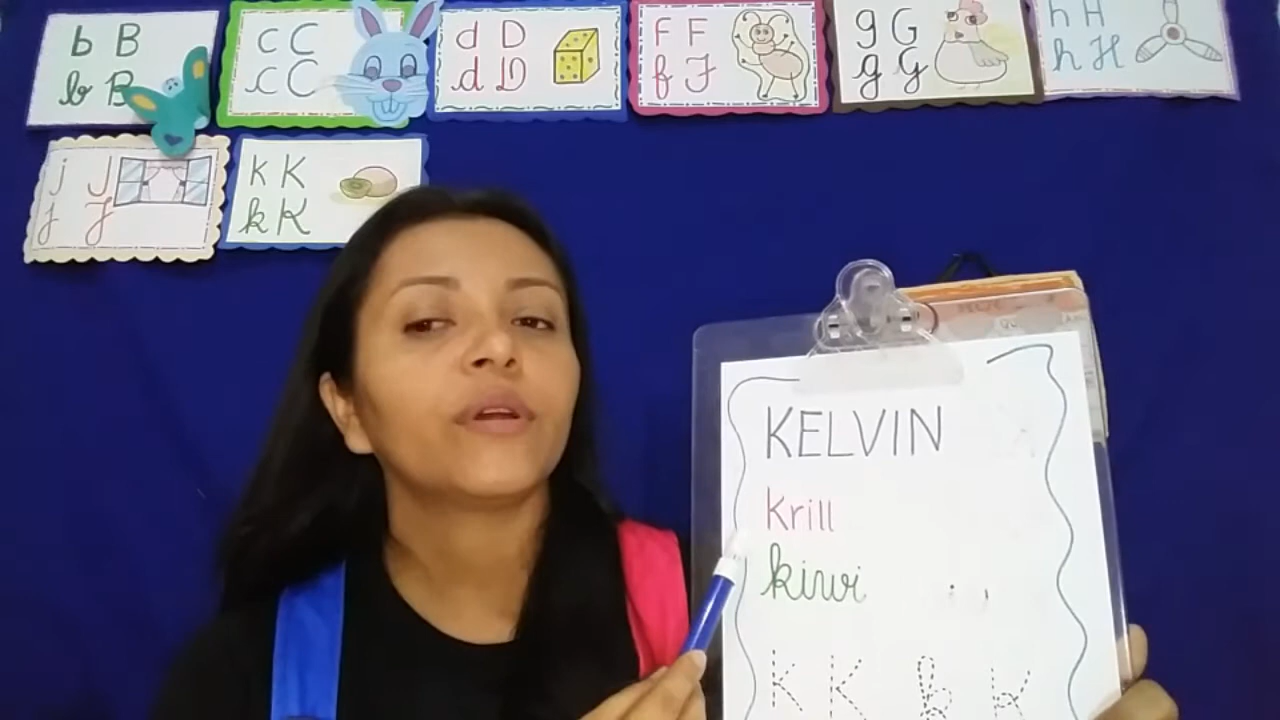 b B
b B
c C
c C
d D
d D
F F
f F
g G
g G
h H
h H
j J
j J
k K
k K
KELVIN
Krill
kiwi
k K k K